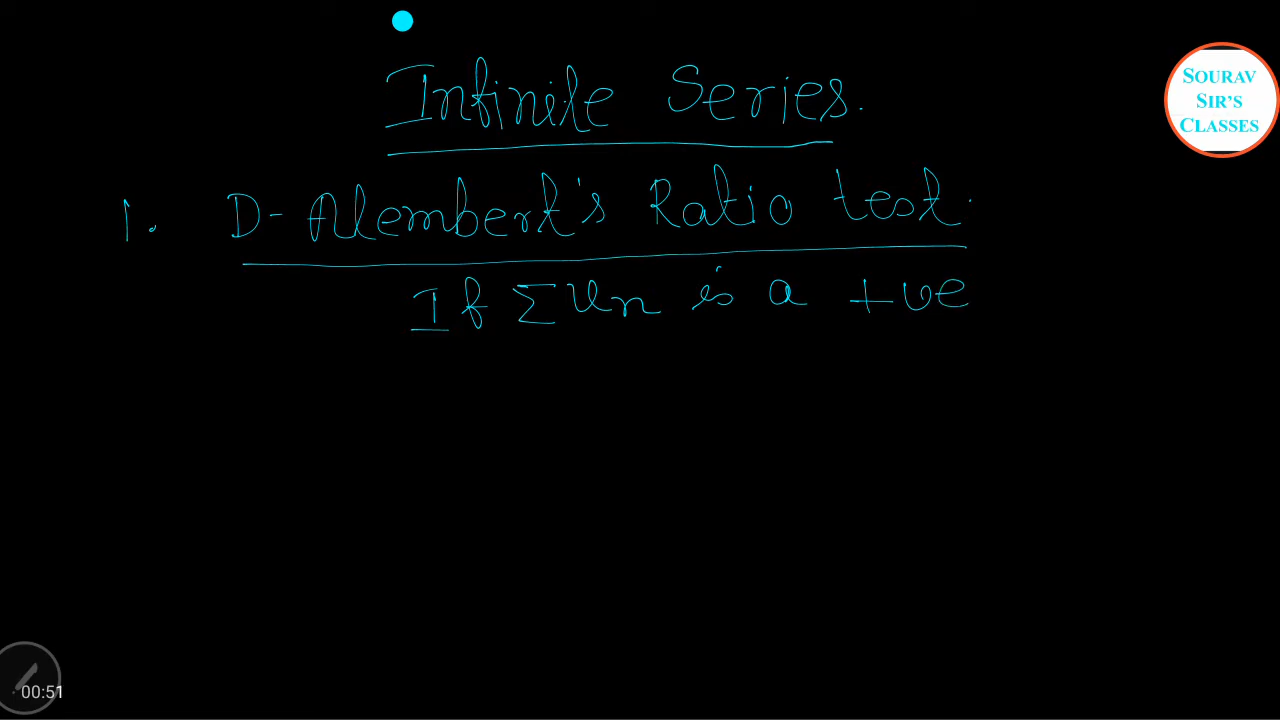 Infinite Series.
SOURAV
SIR'S
CLASSES
1. D-Alembert's Ratio test.
If Σun is a +ve
00:51